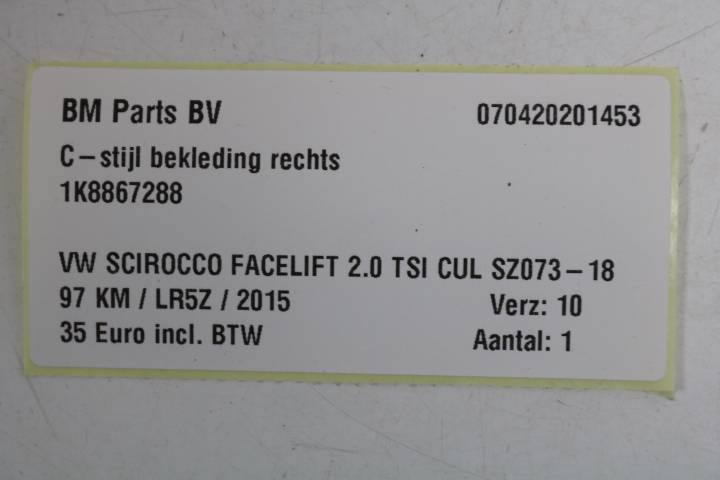 BM Parts BV 070420201453
C-stijl bekleding rechts
1K8867288
VW SCIROCCO FACELIFT 2.0 TSI CUL SZ073-18
97 KM / LR5Z / 2015 Verz: 10
35 Euro incl. BTW Aantal: 1